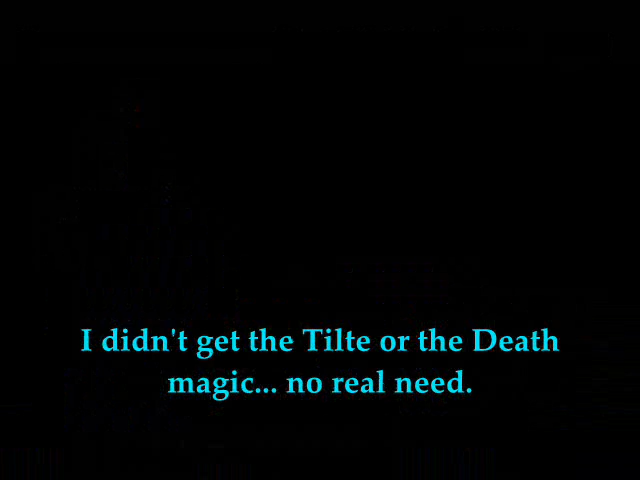 I didn't get the Tilte or the Death
magic... no real need.